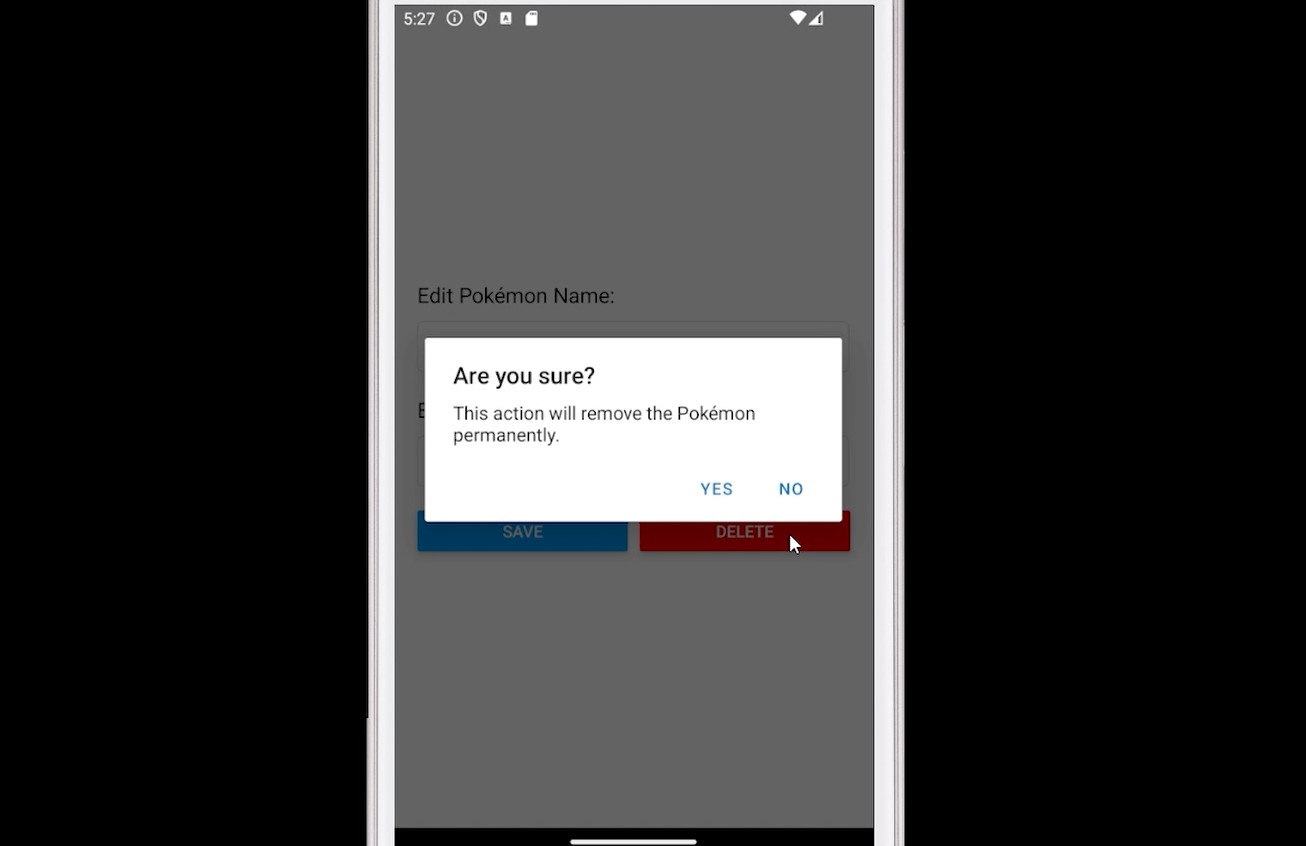 5:27
Edit Pokémon Name:
Are you sure?
This action will remove the Pokémon
permanently.
YES NO
SAVE DELETE